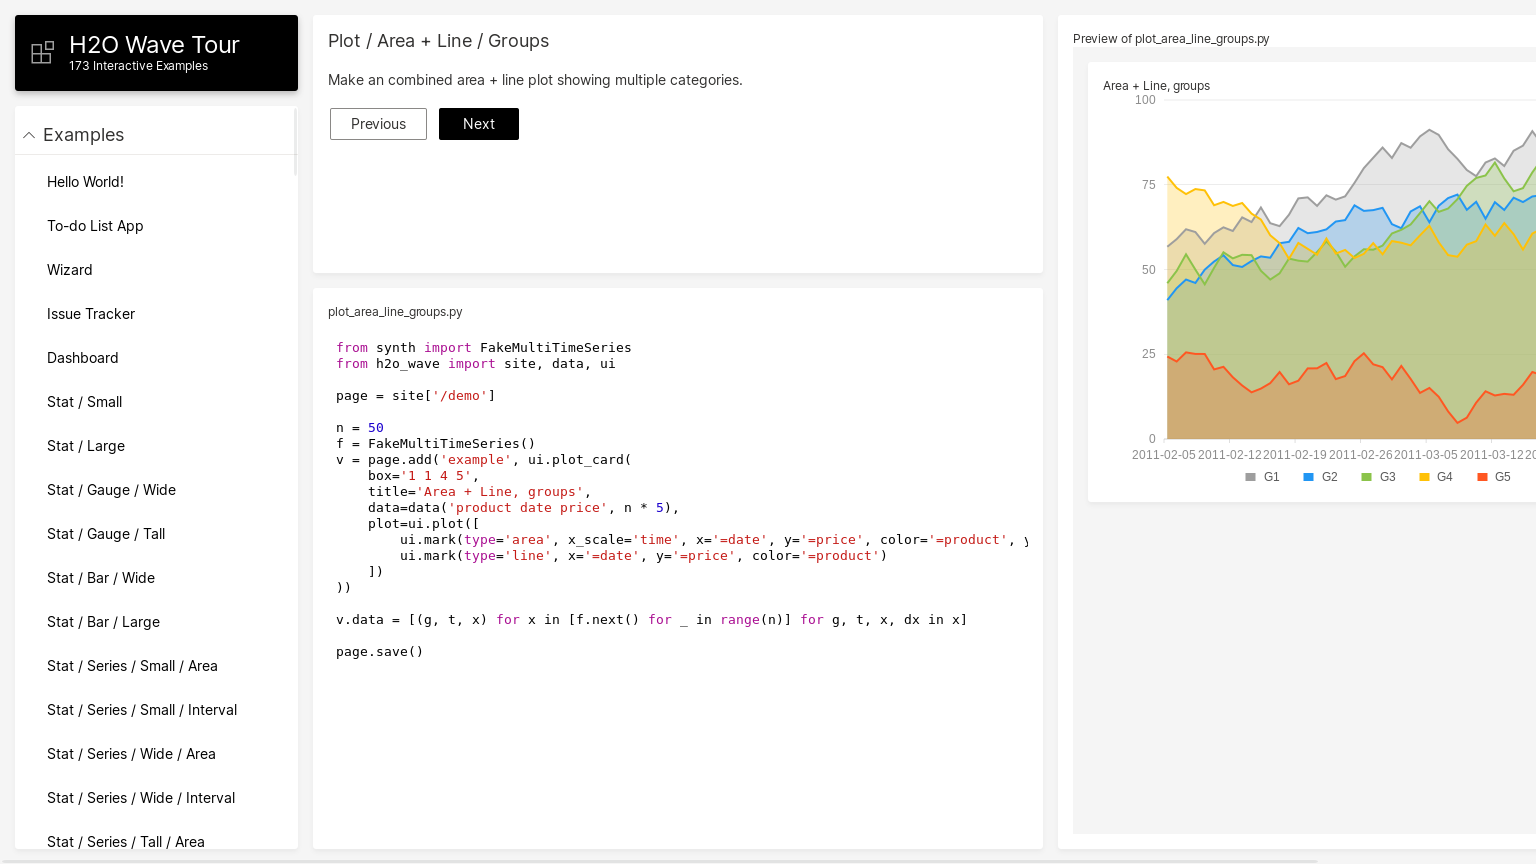 H2O Wave Tour
173 Interactive Examples
Examples
Hello World!
To-do List App
Wizard
Issue Tracker
Dashboard
Stat / Small
Stat / Large
Stat / Gauge / Wide
Stat / Gauge / Tall
Stat / Bar / Wide
Stat / Bar / Large
Stat / Series / Small / Area
Stat / Series / Small / Interval
Stat / Series / Wide / Area
Stat / Series / Wide / Interval
Stat / Series / Tall / Area
Plot / Area + Line / Groups
Make an combined area + line plot showing multiple categories.
Previous Next
plot_area_line_groups.py
from synth import FakeMultiTimeSeries
from h2o_wave import site, data, ui
page = site['/demo']
n = 50
f = FakeMultiTimeSeries()
v = page.add('example', ui.plot_card(
box='1 1 4 5',
title='Area + Line, groups',
data=data('product date price', n * 5),
plot=ui.plot([
ui.mark(type='area', x_scale='time', x='=date', y='=price', color='=product', y
ui.mark(type='line', x='=date', y='=price', color='=product')
])
))
v.data = [(g, t, x) for x in [f.next() for _ in range(n)] for g, t, x, dx in x]
page.save()
Preview of plot_area_line_groups.py
Area + Line, groups
100
75
50
25
0
2011-02-05 2011-02-12 2011-02-19 2011-02-26 2011-03-05 2011-03-12 20
G1 G2 G3 G4 G5